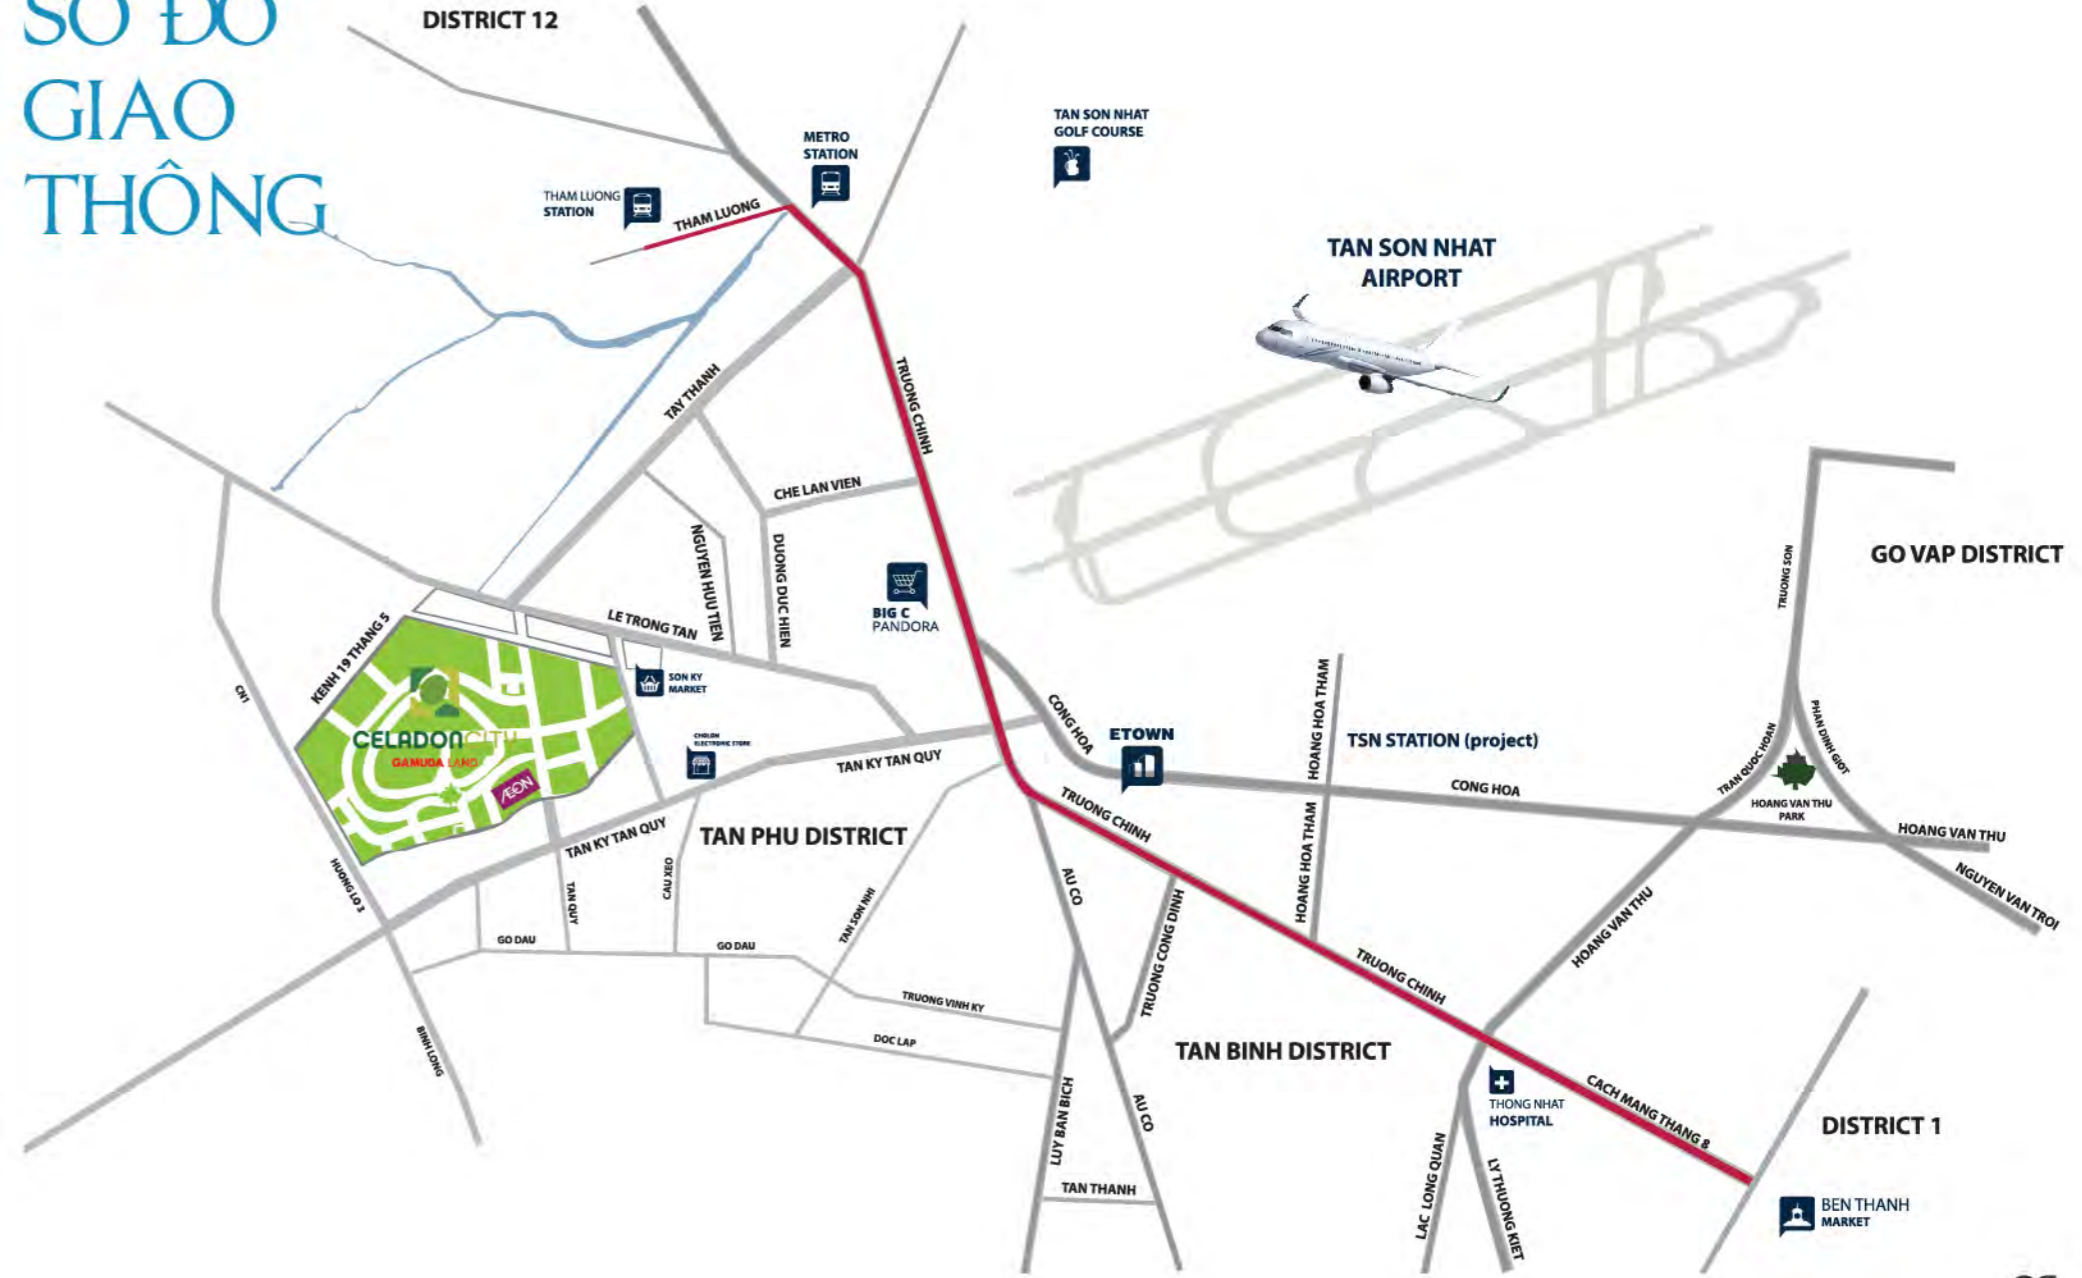 SƠ ĐỒ
GIAO
THÔNG
DISTRICT 12
METRO
STATION
THAM LUONG
STATION
THAM LUONG
TAN SON NHAT
GOLF COURSE
TAN SON NHAT
AIRPORT
TAY THANH
TRUONG CHINH
CHE LAN VIEN
NGUYEN HUU TIEN
DUONG DUC HIEN
BIG C
PANDORA
LE TRONG TAN
KENH 19 THANG 5
CN1
CELADON CITY
GAMUDA LAND
ÆON
SON KY
MARKET
CHOLON
ELECTRONIC STORE
TAN KY TAN QUY
TAN KY TAN QUY
TAN PHU DISTRICT
HUONG LO 3
TAN QUY
CAU XEO
GO DAU
GO DAU
TAN SON NHI
TRUONG VINH KY
DOC LAP
BINH LONG
CONG HOA
ETOWN
HOANG HOA THAM
HOANG HOA THAM
TSN STATION (project)
CONG HOA
TRUONG SON
GO VAP DISTRICT
TRAN QUOC HOAN
PHAN DINH GIOT
HOANG VAN THU
PARK
HOANG VAN THU
NGUYEN VAN TROI
HOANG VAN THU
TRUONG CHINH
AU CO
TRUONG CONG DINH
TRUONG CHINH
TAN BINH DISTRICT
LUY BAN BICH
AU CO
TAN THANH
THONG NHAT
HOSPITAL
CACH MANG THANG 8
LAC LONG QUAN
LY THUONG KIET
DISTRICT 1
BEN THANH
MARKET